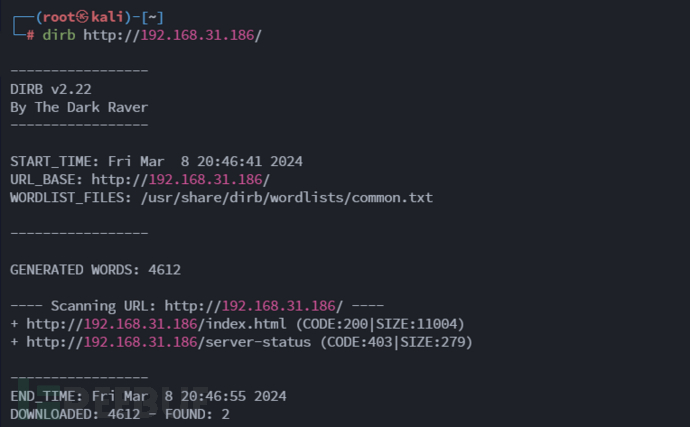 ┌──(root㉿kali)-[~]
└─# dirb http://192.168.31.186/
-----------------
DIRB v2.22
By The Dark Raver
-----------------
START_TIME: Fri Mar  8 20:46:41 2024
URL_BASE: http://192.168.31.186/
WORDLIST_FILES: /usr/share/dirb/wordlists/common.txt
-----------------
GENERATED WORDS: 4612
---- Scanning URL: http://192.168.31.186/ ----
+ http://192.168.31.186/index.html (CODE:200|SIZE:11004)
+ http://192.168.31.186/server-status (CODE:403|SIZE:279)
-----------------
END_TIME: Fri Mar  8 20:46:55 2024
DOWNLOADED: 4612 - FOUND: 2